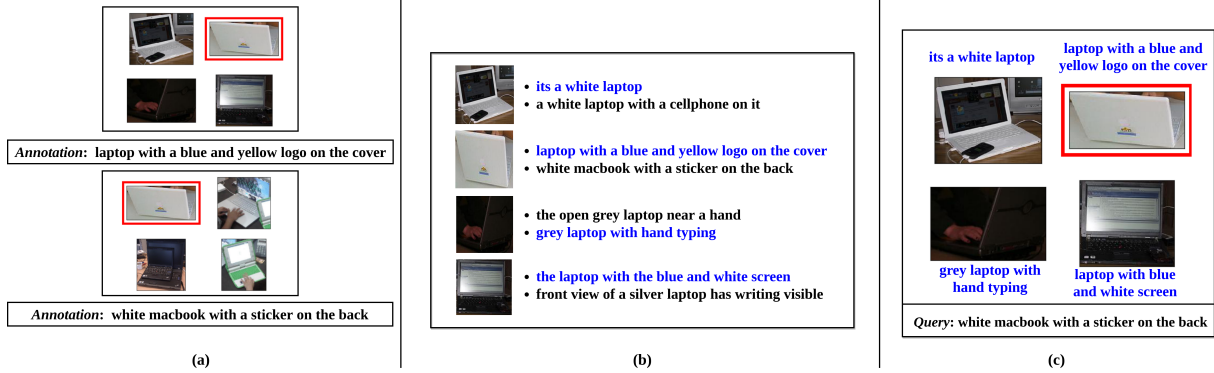 Annotation: laptop with a blue and yellow logo on the cover
Annotation: white macbook with a sticker on the back
(a)
• its a white laptop
• a white laptop with a cellphone on it
• laptop with a blue and yellow logo on the cover
• white macbook with a sticker on the back
• the open grey laptop near a hand
• grey laptop with hand typing
• the laptop with the blue and white screen
• front view of a silver laptop has writing visible
(b)
its a white laptop
laptop with a blue and
yellow logo on the cover
grey laptop with
hand typing
laptop with blue
and white screen
Query: white macbook with a sticker on the back
(c)